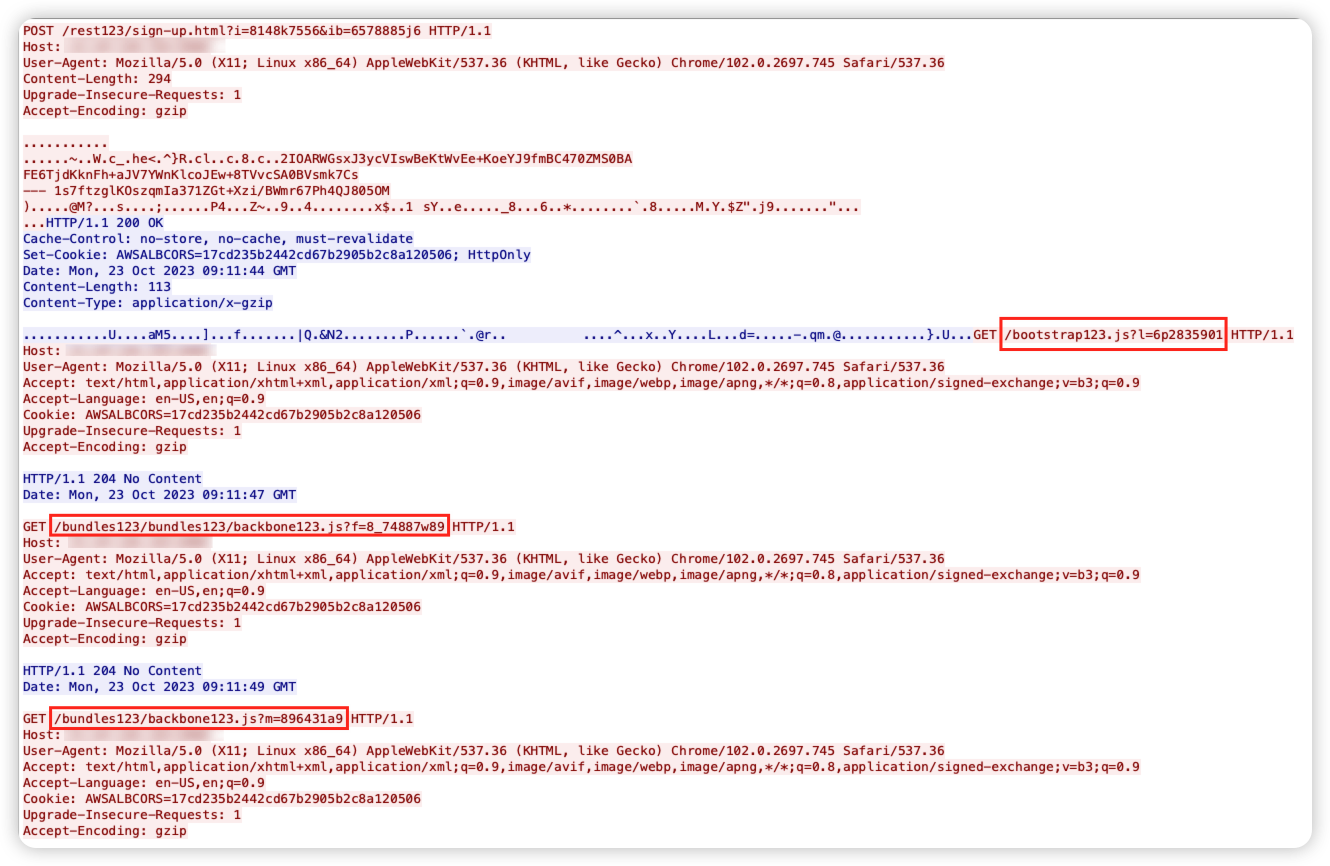 POST /rest123/sign-up.html?i=8148k7556&ib=6578885j6 HTTP/1.1
Host:
User-Agent: Mozilla/5.0 (X11; Linux x86_64) AppleWebKit/537.36 (KHTML, like Gecko) Chrome/102.0.2697.745 Safari/537.36
Content-Length: 294
Upgrade-Insecure-Requests: 1
Accept-Encoding: gzip
...........
......~..W.c_.he<.^}R.cl..c.8.c..2IOARWGsxJ3ycVIswBeKtWvEe+KoeYJ9fmBC470ZMS0BA
FE6TjdKknFh+aJV7YWnKlcoJEw+8TVvcSA0BVsmk7Cs
--- 1s7ftzglKOszqmIa371ZGt+Xzi/BWmr67Ph4QJ805OM
).....@M?...s....;......P4...Z~..9..4........x$..1 sY..e....._8...6..*........`.8.....M.Y.$Z".j9......."...
...HTTP/1.1 200 OK
Cache-Control: no-store, no-cache, must-revalidate
Set-Cookie: AWSALBCORS=17cd235b2442cd67b2905b2c8a120506; HttpOnly
Date: Mon, 23 Oct 2023 09:11:44 GMT
Content-Length: 113
Content-Type: application/x-gzip
...........U....aM5....]...f.......|Q.&N2........P......`.@r.. ....^...x..Y....L...d=.....-.qm.@...........}.U...GET /bootstrap123.js?l=6p2835901 HTTP/1.1
Host:
User-Agent: Mozilla/5.0 (X11; Linux x86_64) AppleWebKit/537.36 (KHTML, like Gecko) Chrome/102.0.2697.745 Safari/537.36
Accept: text/html,application/xhtml+xml,application/xml;q=0.9,image/avif,image/webp,image/apng,*/*;q=0.8,application/signed-exchange;v=b3;q=0.9
Accept-Language: en-US,en;q=0.9
Cookie: AWSALBCORS=17cd235b2442cd67b2905b2c8a120506
Upgrade-Insecure-Requests: 1
Accept-Encoding: gzip
HTTP/1.1 204 No Content
Date: Mon, 23 Oct 2023 09:11:47 GMT
GET /bundles123/bundles123/backbone123.js?f=8_74887w89 HTTP/1.1
Host:
User-Agent: Mozilla/5.0 (X11; Linux x86_64) AppleWebKit/537.36 (KHTML, like Gecko) Chrome/102.0.2697.745 Safari/537.36
Accept: text/html,application/xhtml+xml,application/xml;q=0.9,image/avif,image/webp,image/apng,*/*;q=0.8,application/signed-exchange;v=b3;q=0.9
Accept-Language: en-US,en;q=0.9
Cookie: AWSALBCORS=17cd235b2442cd67b2905b2c8a120506
Upgrade-Insecure-Requests: 1
Accept-Encoding: gzip
HTTP/1.1 204 No Content
Date: Mon, 23 Oct 2023 09:11:49 GMT
GET /bundles123/backbone123.js?m=896431a9 HTTP/1.1
Host:
User-Agent: Mozilla/5.0 (X11; Linux x86_64) AppleWebKit/537.36 (KHTML, like Gecko) Chrome/102.0.2697.745 Safari/537.36
Accept: text/html,application/xhtml+xml,application/xml;q=0.9,image/avif,image/webp,image/apng,*/*;q=0.8,application/signed-exchange;v=b3;q=0.9
Accept-Language: en-US,en;q=0.9
Cookie: AWSALBCORS=17cd235b2442cd67b2905b2c8a120506
Upgrade-Insecure-Requests: 1
Accept-Encoding: gzip